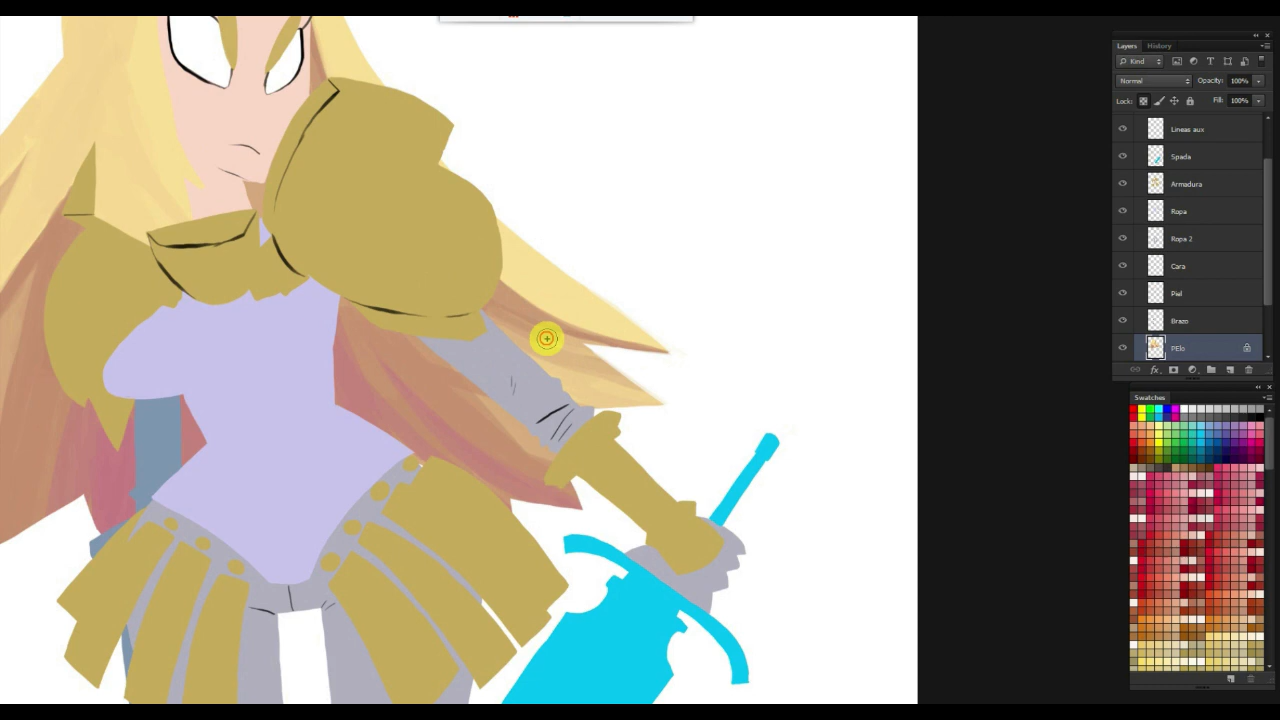 Layers History
Kind
Normal Opacity: 100%
Lock: Fill: 100%
Lineas aux
Spada
Armadura
Ropa
Ropa 2
Cara
Piel
Brazo
PElo
fx
Swatches